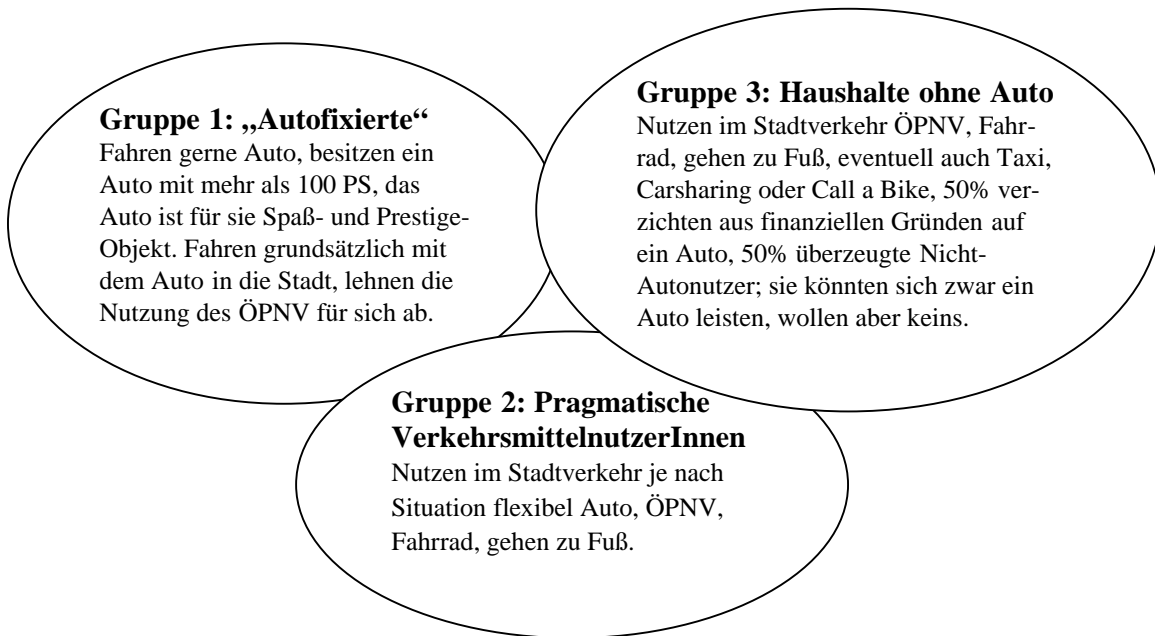 Gruppe 1: „Autofixierte“
Fahren gerne Auto, besitzen ein
Auto mit mehr als 100 PS, das
Auto ist für sie Spaß- und Prestige-
Objekt. Fahren grundsätzlich mit
dem Auto in die Stadt, lehnen die
Nutzung des ÖPNV für sich ab.
Gruppe 3: Haushalte ohne Auto
Nutzen im Stadtverkehr ÖPNV, Fahr-
rad, gehen zu Fuß, eventuell auch Taxi,
Carsharing oder Call a Bike, 50% ver-
zichten aus finanziellen Gründen auf
ein Auto, 50% überzeugte Nicht-
Autonutzer; sie könnten sich zwar ein
Auto leisten, wollen aber keins.
Gruppe 2: Pragmatische
VerkehrsmittelnutzerInnen
Nutzen im Stadtverkehr je nach
Situation flexibel Auto, ÖPNV,
Fahrrad, gehen zu Fuß.